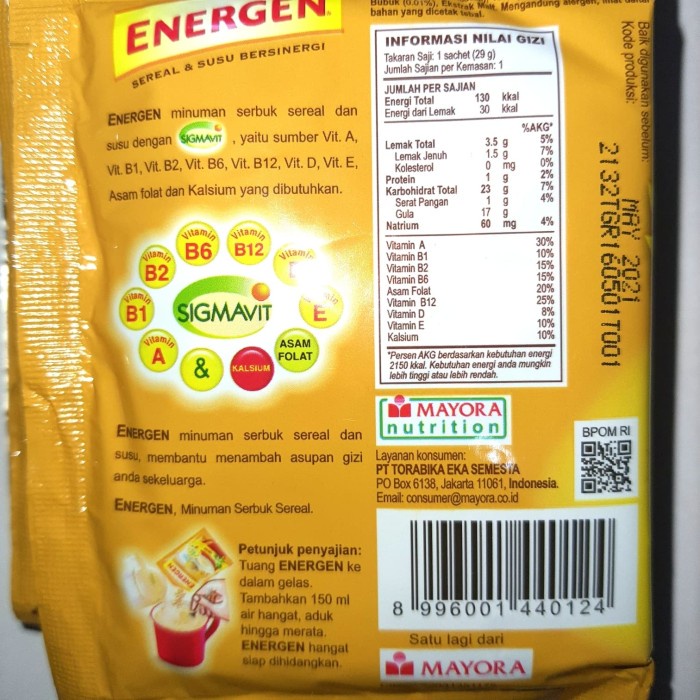 ENERGEN
SEREAL & SUSU BERSINERGI
ENERGEN minuman serbuk sereal dan
susu dengan SIGMAVIT , yaitu sumber Vit. A,
Vit. B1, Vit. B2, Vit. B6, Vit. B12, Vit. D, Vit. E,
Asam folat dan Kalsium yang dibutuhkan.
Vitamin B6
Vitamin B12
Vitamin B2
Vitamin
Vitamin B1
SIGMAVIT
E
Vitamin A
&
KALSIUM
ASAM
FOLAT
ENERGEN minuman serbuk sereal dan
susu, membantu menambah asupan gizi
anda sekeluarga.
ENERGEN, Minuman Serbuk Sereal.
ENERGEN
Petunjuk penyajian:
Tuang ENERGEN ke
dalam gelas.
Tambahkan 150 ml
air hangat, aduk
hingga merata.
ENERGEN hangat
siap dihidangkan.
Bubuk (0.01%), Ekstrak Mengandung
bahan yang dicetak tebal.
INFORMASI NILAI GIZI
Takaran Saji: 1 sachet (29 g)
Jumlah Sajian per Kemasan: 1
JUMLAH PER SAJIAN
Energi Total 130 kkal
Energi dari Lemak 30 kkal
%AKG*
Lemak Total 3.5 g 5%
Lemak Jenuh 1.5 g 7%
Kolesterol 0 mg 0%
Protein 1 g 2%
Karbohidrat Total 23 g 7%
Serat Pangan 1 g 4%
Gula 17 g
Natrium 60 mg 4%
Vitamin A 30%
Vitamin B1 10%
Vitamin B2 15%
Vitamin B6 15%
Asam Folat 20%
Vitamin B12 25%
Vitamin D 8%
Vitamin E 10%
Kalsium 10%
*Persen AKG berdasarkan kebutuhan energi
2150 kkal. Kebutuhan energi anda mungkin
lebih tinggi atau lebih rendah.
MAYORA
nutrition
Layanan konsumen:
PT TORABIKA EKA SEMESTA
PO Box 6138, Jakarta 11061, Indonesia.
Email: consumer@mayora.co.id
BPOM RI
8 996001 440124
Satu lagi dari
MAYORA
Baik digunakan sebelum:
Kode produksi:
MAY 2021
2132TGR160501T001